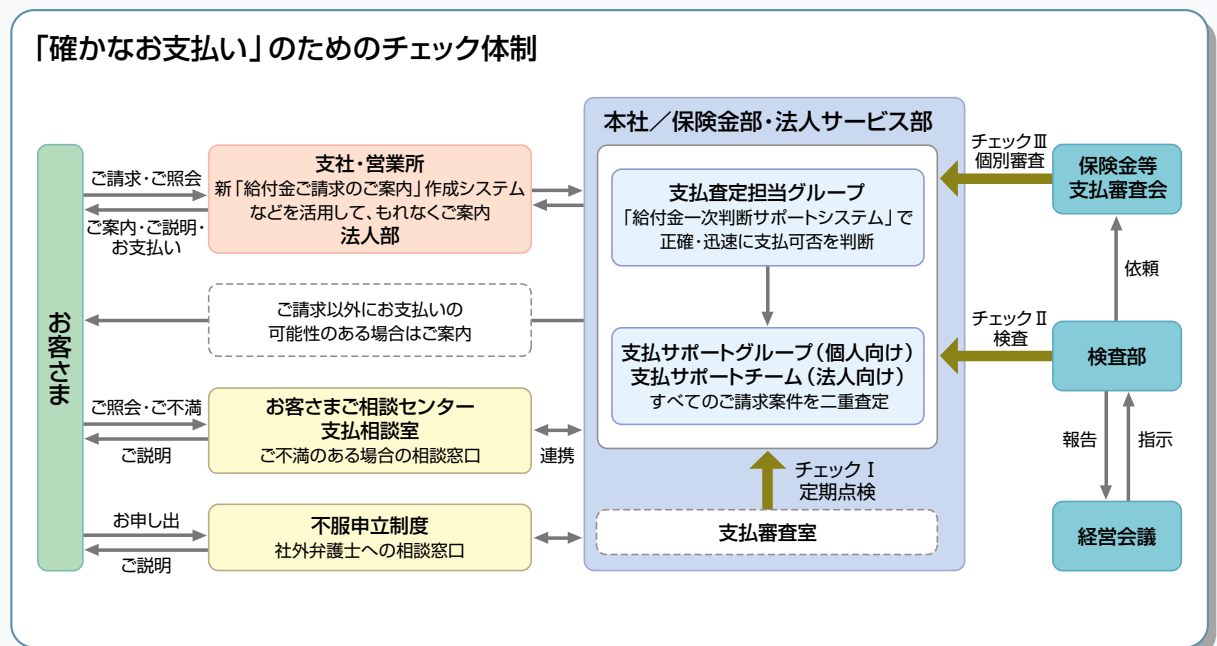 「確かなお支払い」のためのチェック体制
お客さま
ご請求・ご照会
ご案内・ご説明・
お支払い
支社・営業所
新「給付金ご請求のご案内」作成システム
などを活用して、もれなくご案内
法人部
ご請求以外にお支払いの
可能性のある場合はご案内
ご照会・ご不満
ご説明
お客さまご相談センター
支払相談室
ご不満のある場合の相談窓口
連携
お申し出
ご説明
不服申立制度
社外弁護士への相談窓口
本社／保険金部・法人サービス部
支払査定担当グループ
「給付金一次判断サポートシステム」で
正確・迅速に支払可否を判断
支払サポートグループ（個人向け）
支払サポートチーム（法人向け）
すべてのご請求案件を二重査定
チェックⅠ
定期点検
支払審査室
チェックⅢ
個別審査
保険金等
支払審査会
依頼
チェックⅡ
検査
検査部
報告
指示
経営会議